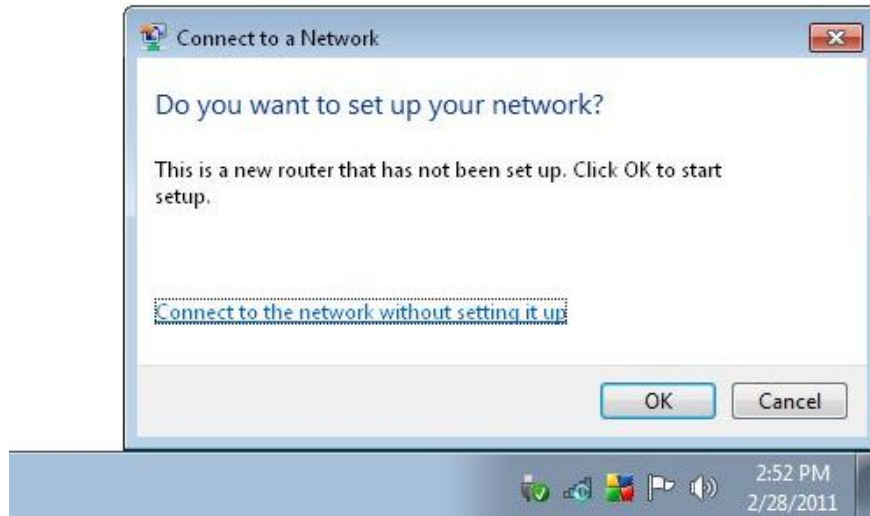 Connect to a Network
Do you want to set up your network?
This is a new router that has not been set up. Click OK to start
setup.
Connect to the network without setting it up
OK
Cancel
2:52 PM
2/28/2011